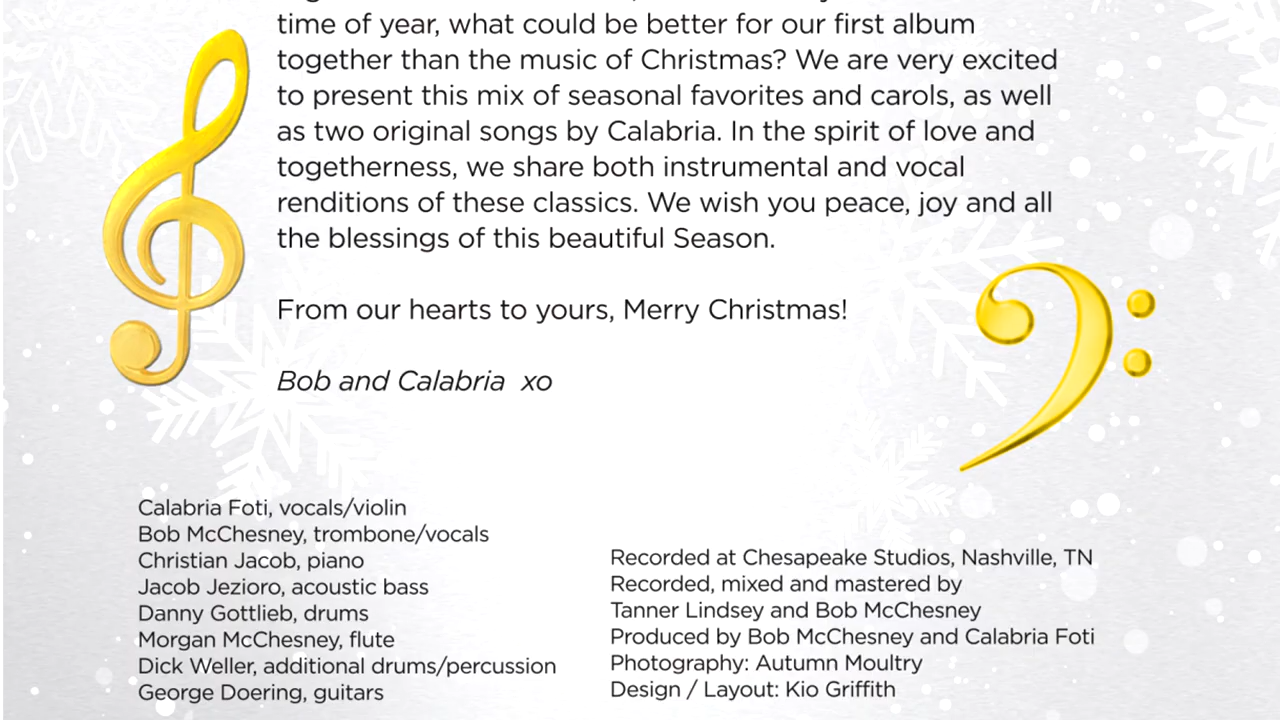 time of year, what could be better for our first album
together than the music of Christmas? We are very excited
to present this mix of seasonal favorites and carols, as well
as two original songs by Calabria. In the spirit of love and
togetherness, we share both instrumental and vocal
renditions of these classics. We wish you peace, joy and all
the blessings of this beautiful Season.
From our hearts to yours, Merry Christmas!
Bob and Calabria xo
Calabria Foti, vocals/violin
Bob McChesney, trombone/vocals
Christian Jacob, piano
Jacob Jezioro, acoustic bass
Danny Gottlieb, drums
Morgan McChesney, flute
Dick Weller, additional drums/percussion
George Doering, guitars
Recorded at Chesapeake Studios, Nashville, TN
Recorded, mixed and mastered by
Tanner Lindsey and Bob McChesney
Produced by Bob McChesney and Calabria Foti
Photography: Autumn Moultry
Design / Layout: Kio Griffith